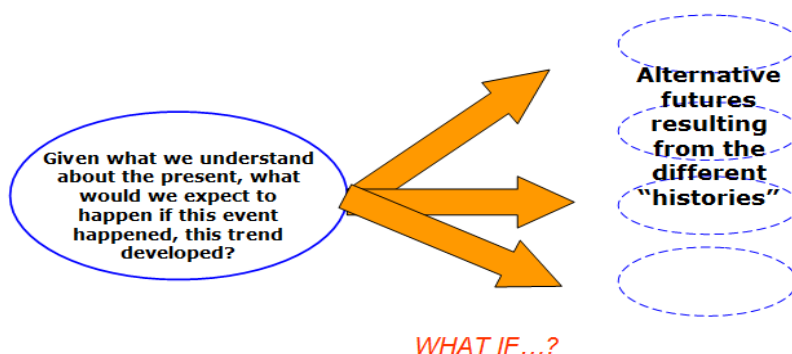 Given what we understand
about the present, what
would we expect to
happen if this event
happened, this trend
developed?
Alternative
futures
resulting
from the
different
“histories”
WHAT IF...?